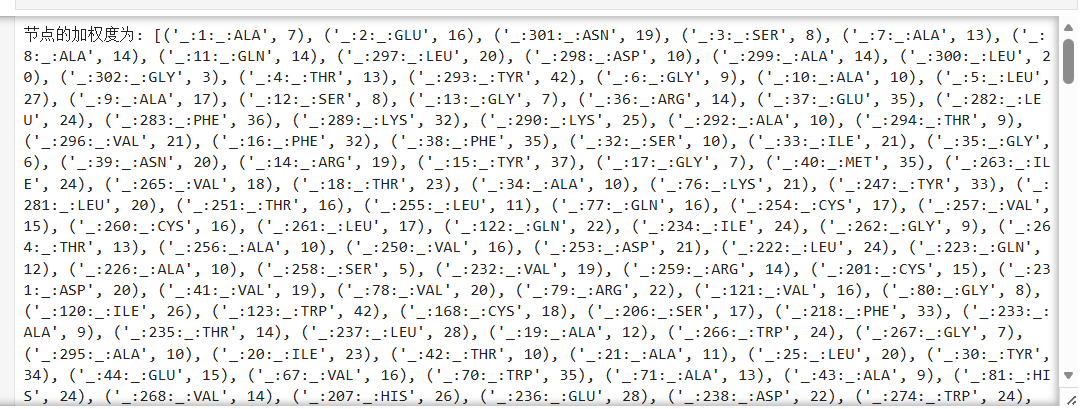 节点的加权度为: [('_:1:_:ALA', 7), ('_:2:_:GLU', 16), ('_:301:_:ASN', 19), ('_:3:_:SER', 8), ('_:7:_:ALA', 13), ('_:
8:_:ALA', 14), ('_:11:_:GLN', 14), ('_:297:_:LEU', 20), ('_:298:_:ASP', 10), ('_:299:_:ALA', 14), ('_:300:_:LEU', 2
0), ('_:302:_:GLY', 3), ('_:4:_:THR', 13), ('_:293:_:TYR', 42), ('_:6:_:GLY', 9), ('_:10:_:ALA', 10), ('_:5:_:LEU',
27), ('_:9:_:ALA', 17), ('_:12:_:SER', 8), ('_:13:_:GLY', 7), ('_:36:_:ARG', 14), ('_:37:_:GLU', 35), ('_:282:_:LE
U', 24), ('_:283:_:PHE', 36), ('_:289:_:LYS', 32), ('_:290:_:LYS', 25), ('_:292:_:ALA', 10), ('_:294:_:THR', 9),
('_:296:_:VAL', 21), ('_:16:_:PHE', 32), ('_:38:_:PHE', 35), ('_:32:_:SER', 10), ('_:33:_:ILE', 21), ('_:35:_:GLY',
6), ('_:39:_:ASN', 20), ('_:14:_:ARG', 19), ('_:15:_:TYR', 37), ('_:17:_:GLY', 7), ('_:40:_:MET', 35), ('_:263:_:IL
E', 24), ('_:265:_:VAL', 18), ('_:18:_:THR', 23), ('_:34:_:ALA', 10), ('_:76:_:LYS', 21), ('_:247:_:TYR', 33), ('_:
281:_:LEU', 20), ('_:251:_:THR', 16), ('_:255:_:LEU', 11), ('_:77:_:GLN', 16), ('_:254:_:CYS', 17), ('_:257:_:VAL',
15), ('_:260:_:CYS', 16), ('_:261:_:LEU', 17), ('_:122:_:GLN', 22), ('_:234:_:ILE', 24), ('_:262:_:GLY', 9), ('_:26
4:_:THR', 13), ('_:256:_:ALA', 10), ('_:250:_:VAL', 16), ('_:253:_:ASP', 21), ('_:222:_:LEU', 24), ('_:223:_:GLN',
12), ('_:226:_:ALA', 10), ('_:258:_:SER', 5), ('_:232:_:VAL', 19), ('_:259:_:ARG', 14), ('_:201:_:CYS', 15), ('_:23
1:_:ASP', 20), ('_:41:_:VAL', 19), ('_:78:_:VAL', 20), ('_:79:_:ARG', 22), ('_:121:_:VAL', 16), ('_:80:_:GLY', 8),
('_:120:_:ILE', 26), ('_:123:_:TRP', 42), ('_:168:_:CYS', 18), ('_:206:_:SER', 17), ('_:218:_:PHE', 33), ('_:233:_:
ALA', 9), ('_:235:_:THR', 14), ('_:237:_:LEU', 28), ('_:19:_:ALA', 12), ('_:266:_:TRP', 24), ('_:267:_:GLY', 7),
('_:295:_:ALA', 10), ('_:20:_:ILE', 23), ('_:42:_:THR', 10), ('_:21:_:ALA', 11), ('_:25:_:LEU', 20), ('_:30:_:TYR',
34), ('_:44:_:GLU', 15), ('_:67:_:VAL', 16), ('_:70:_:TRP', 35), ('_:71:_:ALA', 13), ('_:43:_:ALA', 9), ('_:81:_:HI
S', 24), ('_:268:_:VAL', 14), ('_:207:_:HIS', 26), ('_:236:_:GLU', 28), ('_:238:_:ASP', 22), ('_:274:_:TRP', 24),